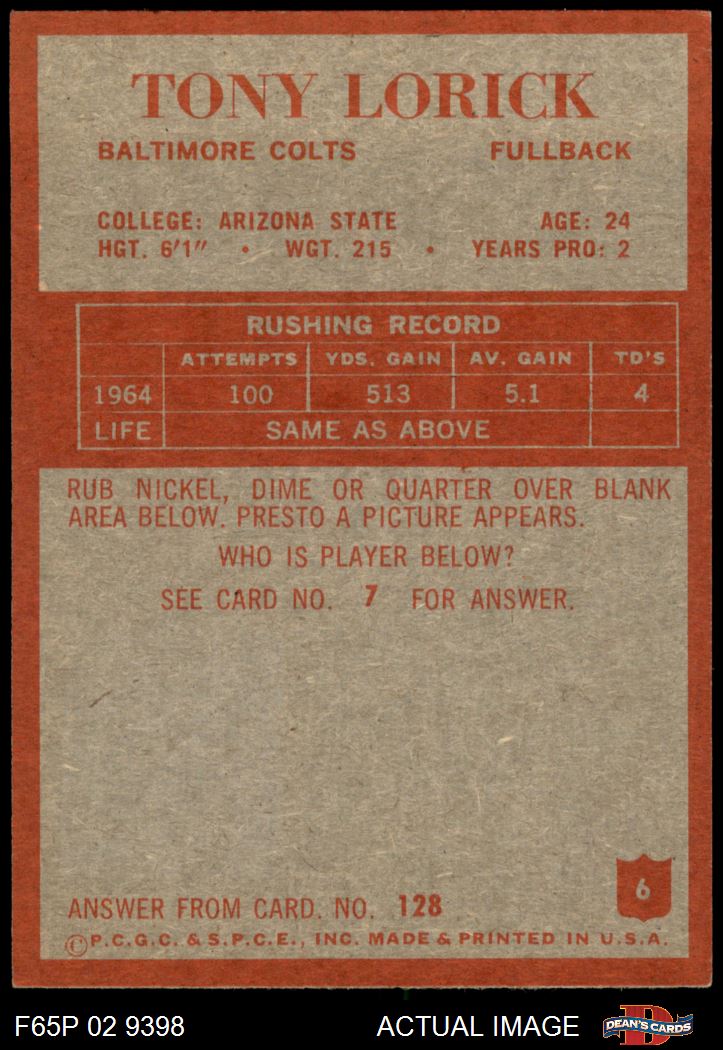 TONY LORICK
BALTIMORE COLTS FULLBACK
COLLEGE: ARIZONA STATE AGE: 24
HGT. 6'1" • WGT. 215 • YEARS PRO: 2
RUSHING RECORD
ATTEMPTS YDS. GAIN AV. GAIN TD'S
1964 100 513 5.1 4
LIFE SAME AS ABOVE
RUB NICKEL, DIME OR QUARTER OVER BLANK
AREA BELOW. PRESTO A PICTURE APPEARS.
WHO IS PLAYER BELOW?
SEE CARD NO. 7 FOR ANSWER.
6
ANSWER FROM CARD. NO. 128
©P.C.G.C. & S.P.C.E., INC. MADE & PRINTED IN U.S.A.
F65P 02 9398 ACTUAL IMAGE D DEAN'S CARDS